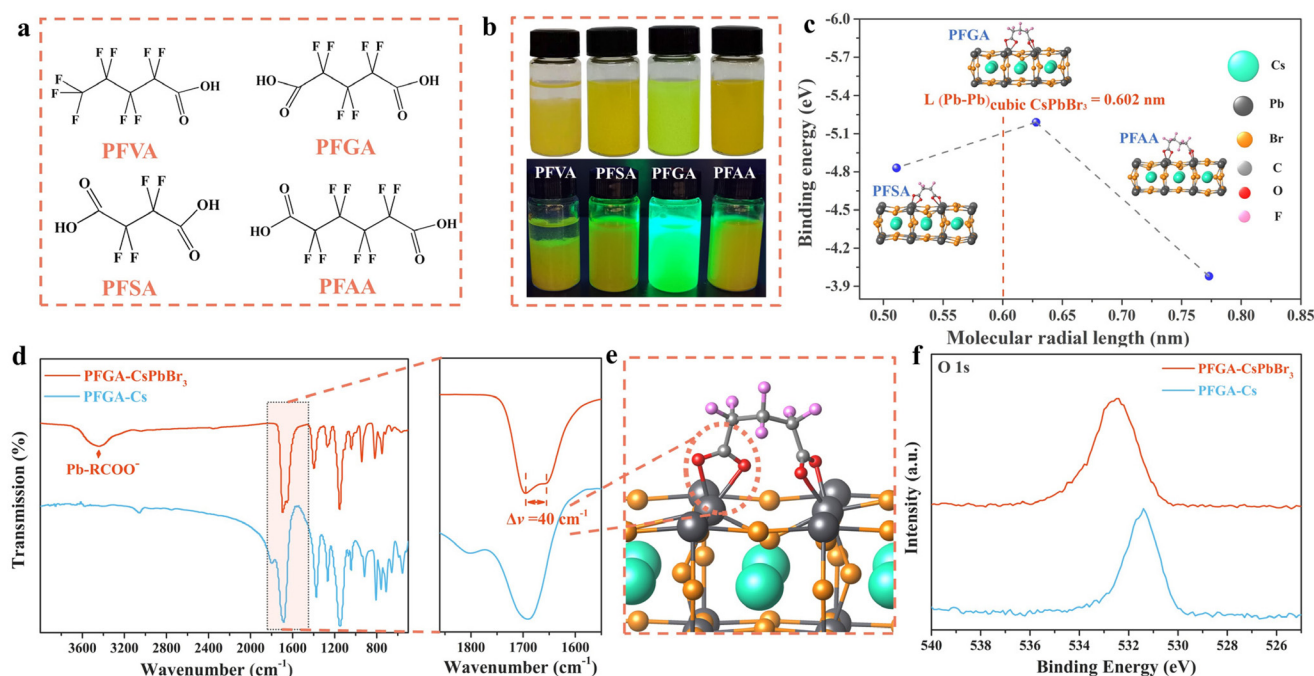 a
F F F F F F F F F OH O
PFVA
HO O F F F F F F OH O
PFGA
O HO F F F F OH O
PFSA
O HO F F F F F F F F OH O
PFAA
b
PFVA PFSA PFGA PFAA
c
Binding energy (eV)
-6.0
-5.7
-5.4
-5.1
-4.8
-4.5
-4.2
-3.9
PFGA
L (Pb-Pb)cubic CsPbBr₃ = 0.602 nm
PFSA
PFAA
Cs
Pb
Br
C
O
F
0.50 0.55 0.60 0.65 0.70 0.75 0.80 0.85
Molecular radial length (nm)
d
PFGA-CsPbBr₃
PFGA-Cs
Transmission (%)
Pb-RCOO⁻
3600 3200 2800 2400 2000 1600 1200 800
Wavenumber (cm⁻¹)
Δν =40 cm⁻¹
1800 1700 1600
Wavenumber (cm⁻¹)
e
f
O 1s
PFGA-CsPbBr₃
PFGA-Cs
Intensity (a.u.)
540 538 536 534 532 530 528 526
Binding Energy (eV)